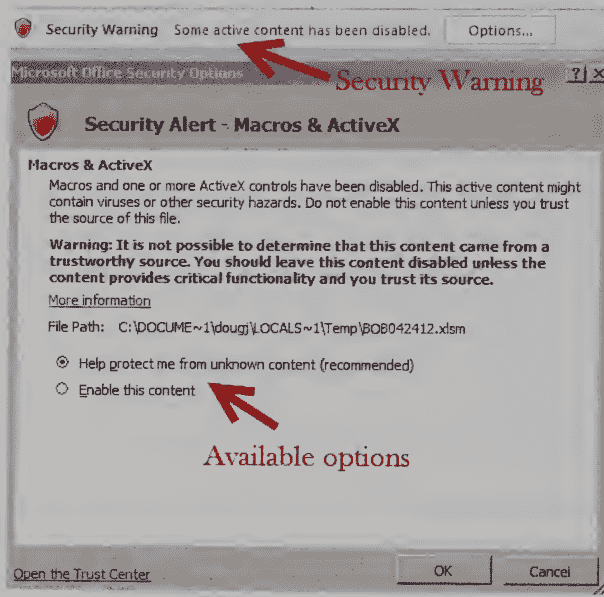 Security Warning Some active content has been disabled. Options...
Microsoft Office Security Options ? X
Security Warning
Security Alert - Macros & ActiveX
Macros & ActiveX
Macros and one or more ActiveX controls have been disabled. This active content might
contain viruses or other security hazards. Do not enable this content unless you trust
the source of this file.
Warning: It is not possible to determine that this content came from a
trustworthy source. You should leave this content disabled unless the
content provides critical functionality and you trust its source.
More information
File Path: C:\DOCUME~1\dougj\LOCALS~1\Temp\BOB042412.xlsm
Help protect me from unknown content (recommended)
Enable this content
Available options
Open the Trust Center OK Cancel